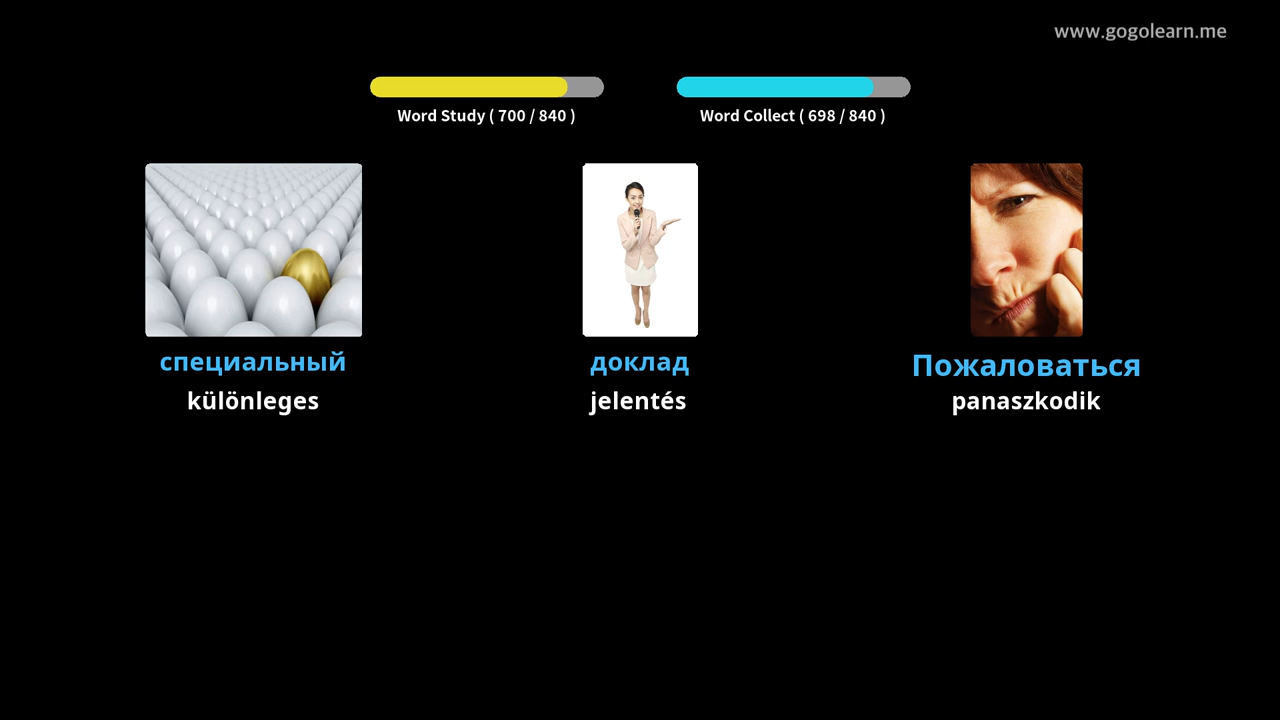 www.gogolearn.me
Word Study ( 700 / 840 )
Word Collect ( 698 / 840 )
специальный
különleges
доклад
jelentés
Пожаловаться
panaszkodik